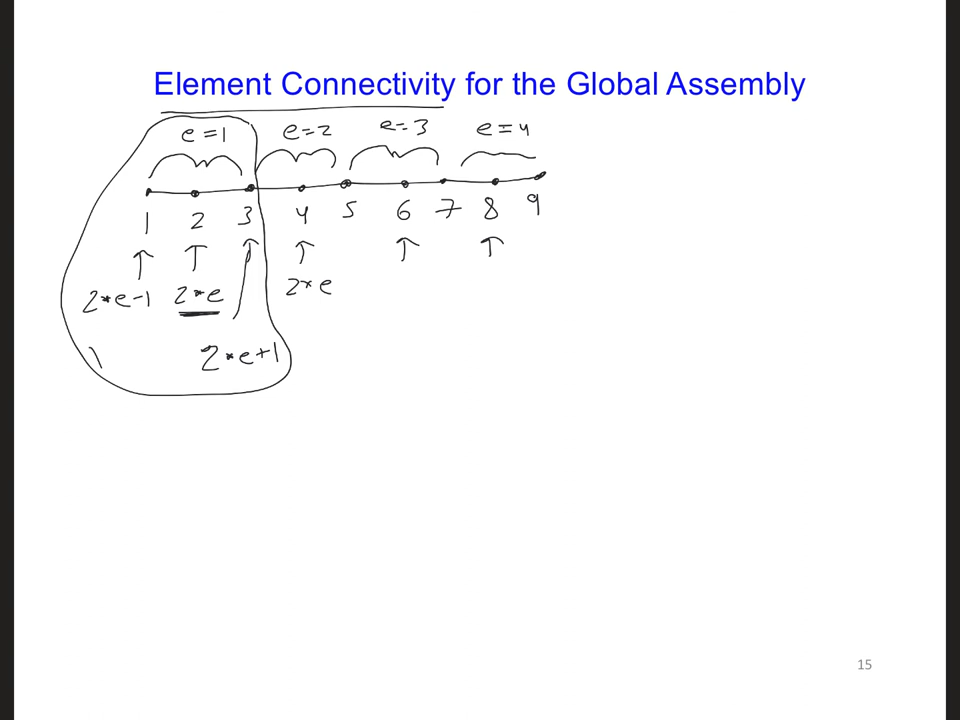 Element Connectivity for the Global Assembly
e=1 e=2 e=3 e=4
1 2 3 4 5 6 7 8 9
2*e-1 2*e 2*e
1 2*e+1
15